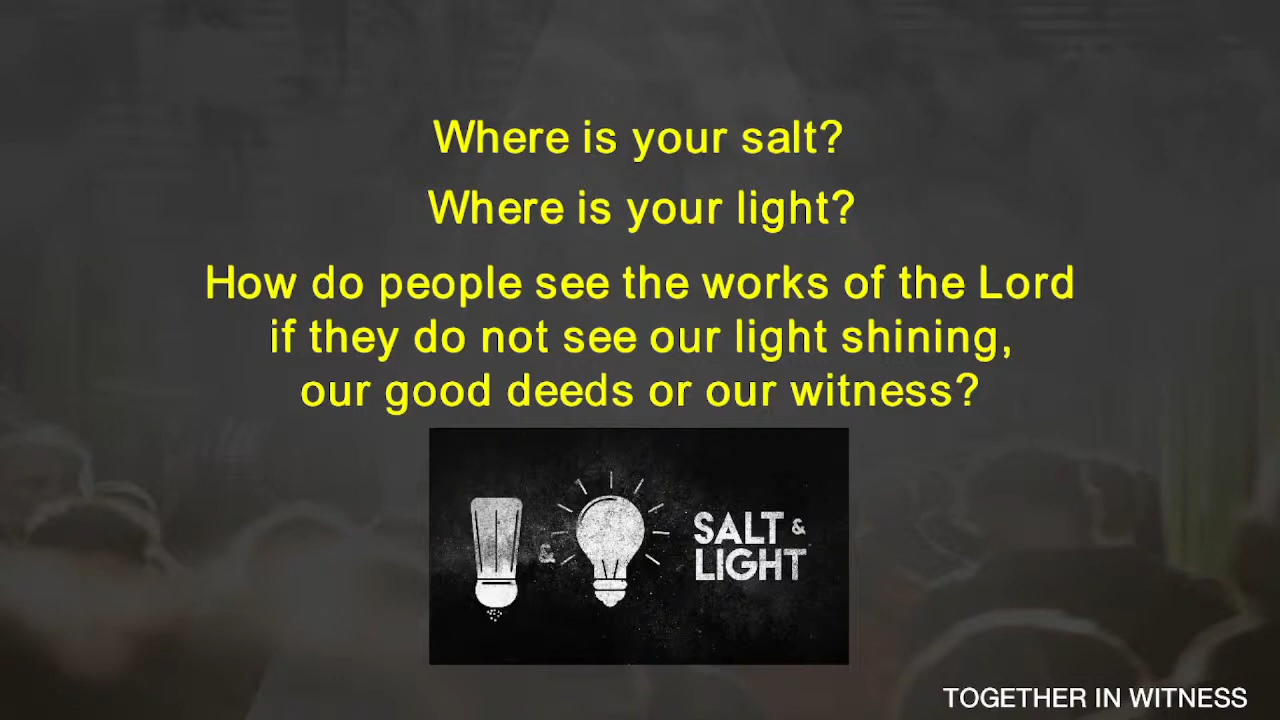 Where is your salt?
Where is your light?
How do people see the works of the Lord
if they do not see our light shining,
our good deeds or our witness?
&
SALT &
LIGHT
TOGETHER IN WITNESS